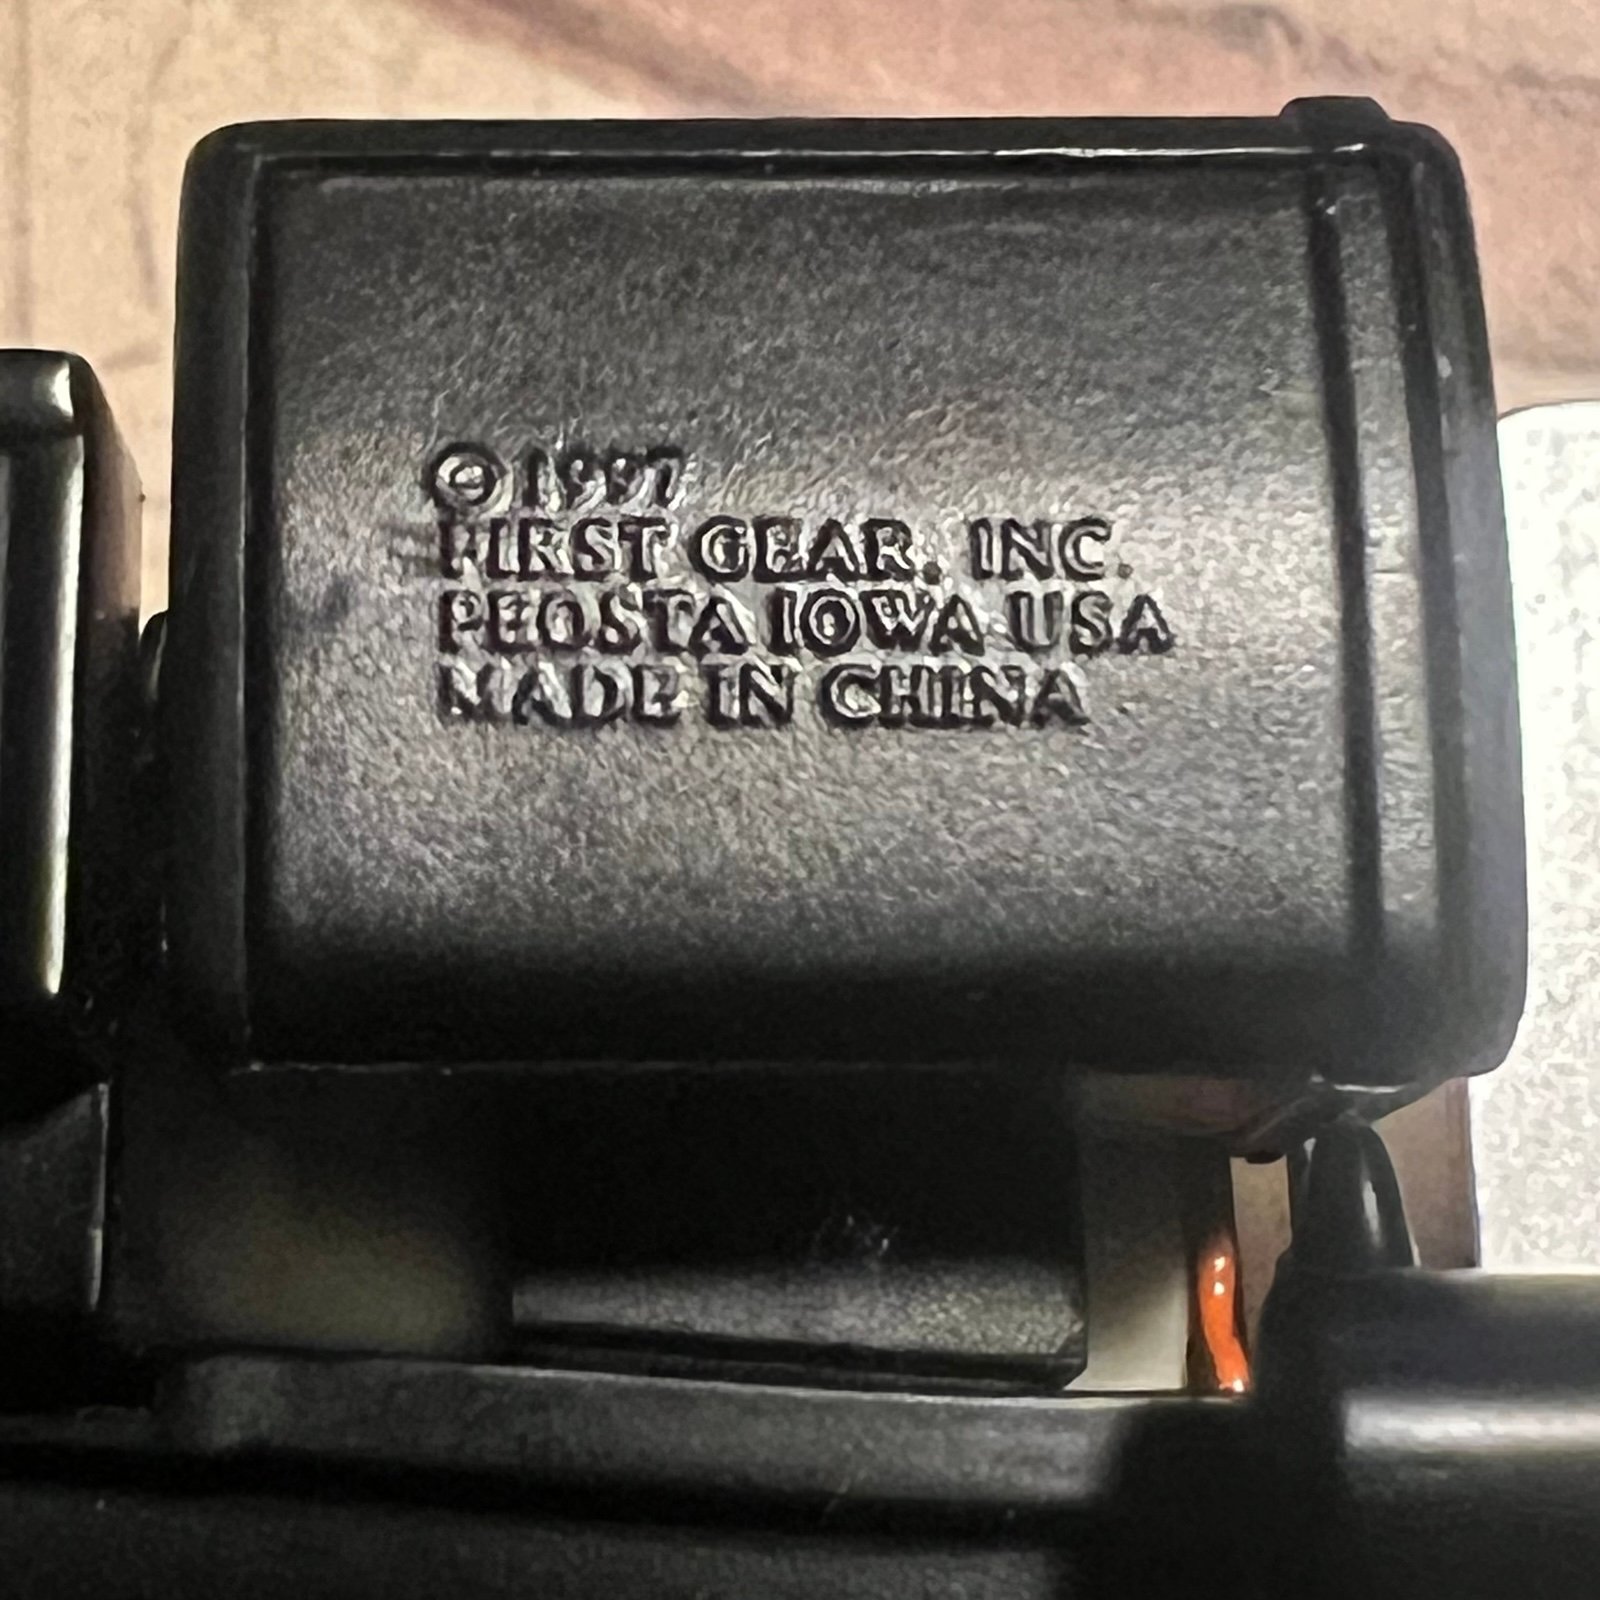 © 1997
FIRST GEAR, INC.
PEOSTA IOWA USA
MADE IN CHINA